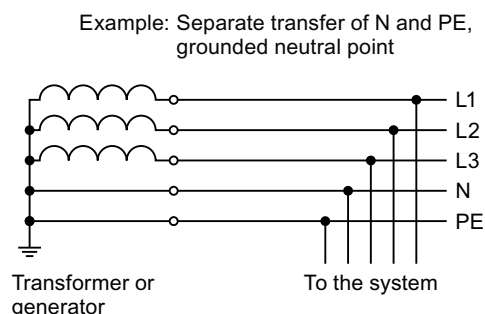 Example: Separate transfer of N and PE,
grounded neutral point
L1
L2
L3
N
PE
Transformer or
generator
To the system